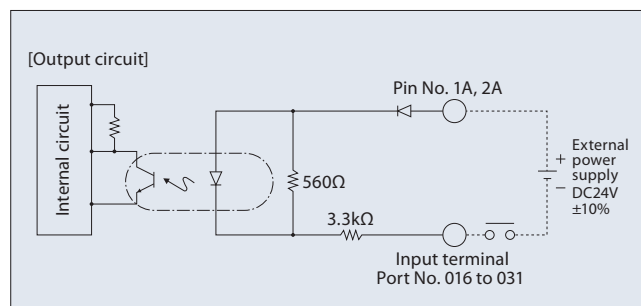 [Output circuit]
Pin No. 1A, 2A
Internal circuit
560Ω
3.3kΩ
+ External
power
supply
− DC24V
±10%
Input terminal
Port No. 016 to 031